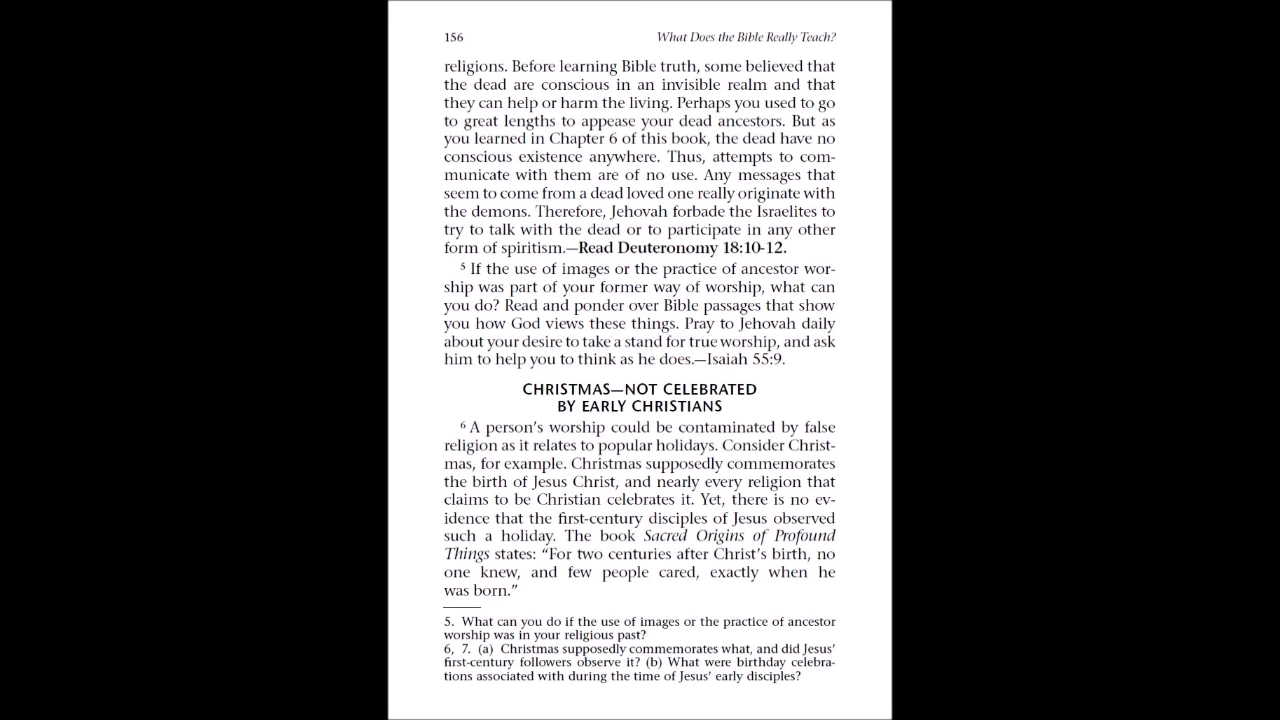 156
What Does the Bible Really Teach?
religions. Before learning Bible truth, some believed that
the dead are conscious in an invisible realm and that
they can help or harm the living. Perhaps you used to go
to great lengths to appease your dead ancestors. But as
you learned in Chapter 6 of this book, the dead have no
conscious existence anywhere. Thus, attempts to com-
municate with them are of no use. Any messages that
seem to come from a dead loved one really originate with
the demons. Therefore, Jehovah forbade the Israelites to
try to talk with the dead or to participate in any other
form of spiritism.—Read Deuteronomy 18:10-12.
5 If the use of images or the practice of ancestor wor-
ship was part of your former way of worship, what can
you do? Read and ponder over Bible passages that show
you how God views these things. Pray to Jehovah daily
about your desire to take a stand for true worship, and ask
him to help you to think as he does.—Isaiah 55:9.
CHRISTMAS—NOT CELEBRATED
BY EARLY CHRISTIANS
6 A person's worship could be contaminated by false
religion as it relates to popular holidays. Consider Christ-
mas, for example. Christmas supposedly commemorates
the birth of Jesus Christ, and nearly every religion that
claims to be Christian celebrates it. Yet, there is no ev-
idence that the first-century disciples of Jesus observed
such a holiday. The book Sacred Origins of Profound
Things states: “For two centuries after Christ's birth, no
one knew, and few people cared, exactly when he
was born.”
5. What can you do if the use of images or the practice of ancestor
worship was in your religious past?
6, 7. (a) Christmas supposedly commemorates what, and did Jesus'
first-century followers observe it? (b) What were birthday celebra-
tions associated with during the time of Jesus' early disciples?